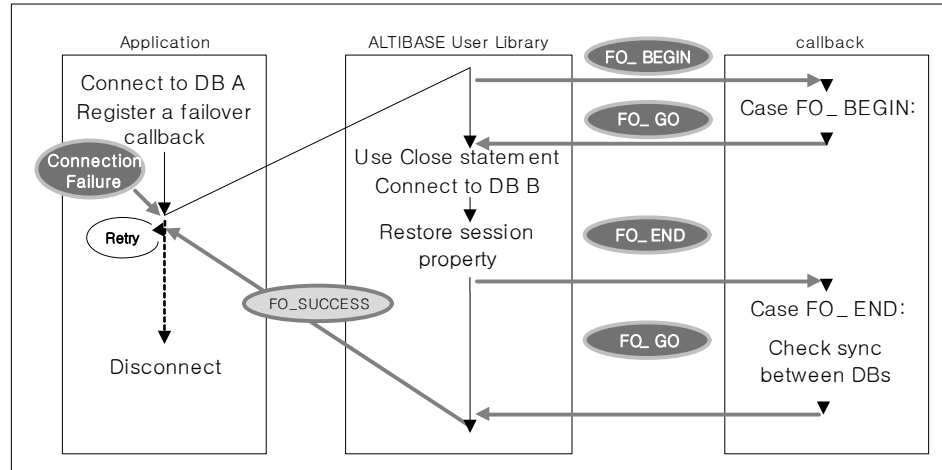 Application
ALTIBASE User Library
callback
FO_ BEGIN
Connect to DB A
Register a failover
callback
Case FO_ BEGIN:
FO_ GO
Connection
Failure
Use Close statement
Connect to DB B
Retry
Restore session
property
FO_ END
FO_SUCCESS
Case FO_ END:
FO_ GO
Check sync
between DBs
Disconnect